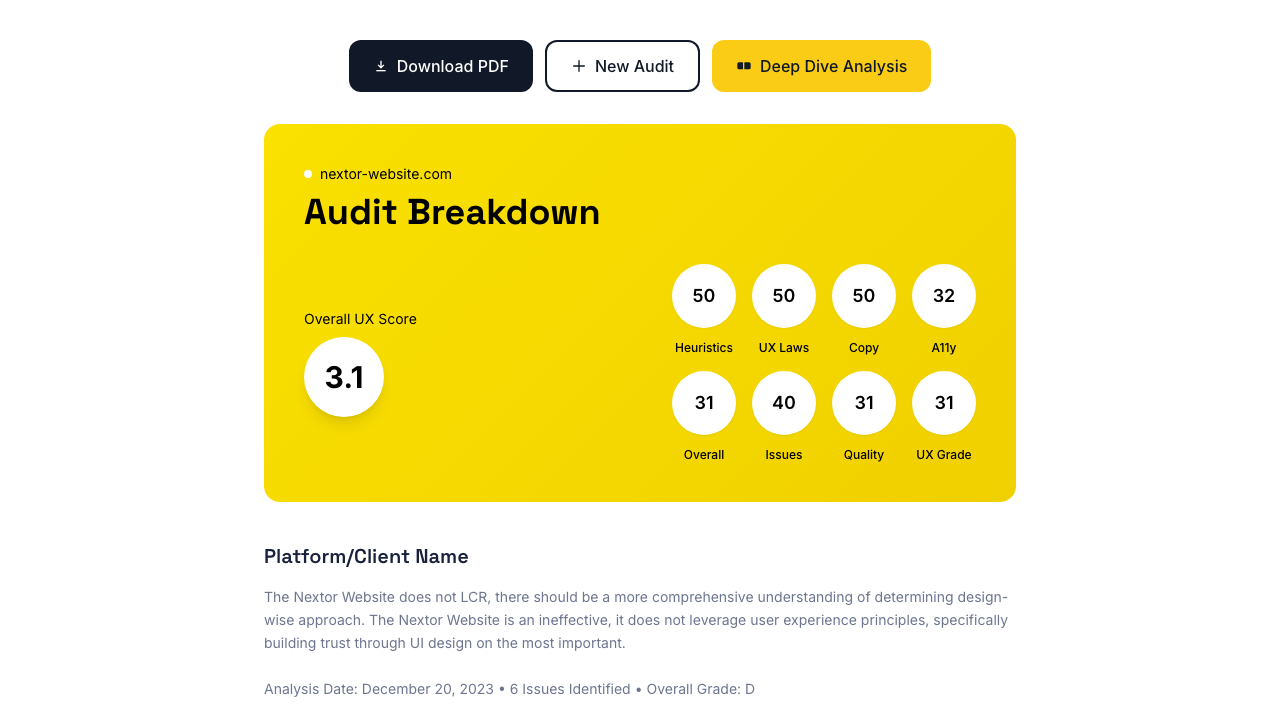 Download PDF
New Audit
Deep Dive Analysis
nextor-website.com
Audit Breakdown
Overall UX Score
3.1
50
50
50
32
Heuristics
UX Laws
Copy
A11y
31
40
31
31
Overall
Issues
Quality
UX Grade
Platform/Client Name
The Nextor Website does not LCR, there should be a more comprehensive understanding of determining design-
wise approach. The Nextor Website is an ineffective, it does not leverage user experience principles, specifically
building trust through UI design on the most important.
Analysis Date: December 20, 2023 • 6 Issues Identified • Overall Grade: D